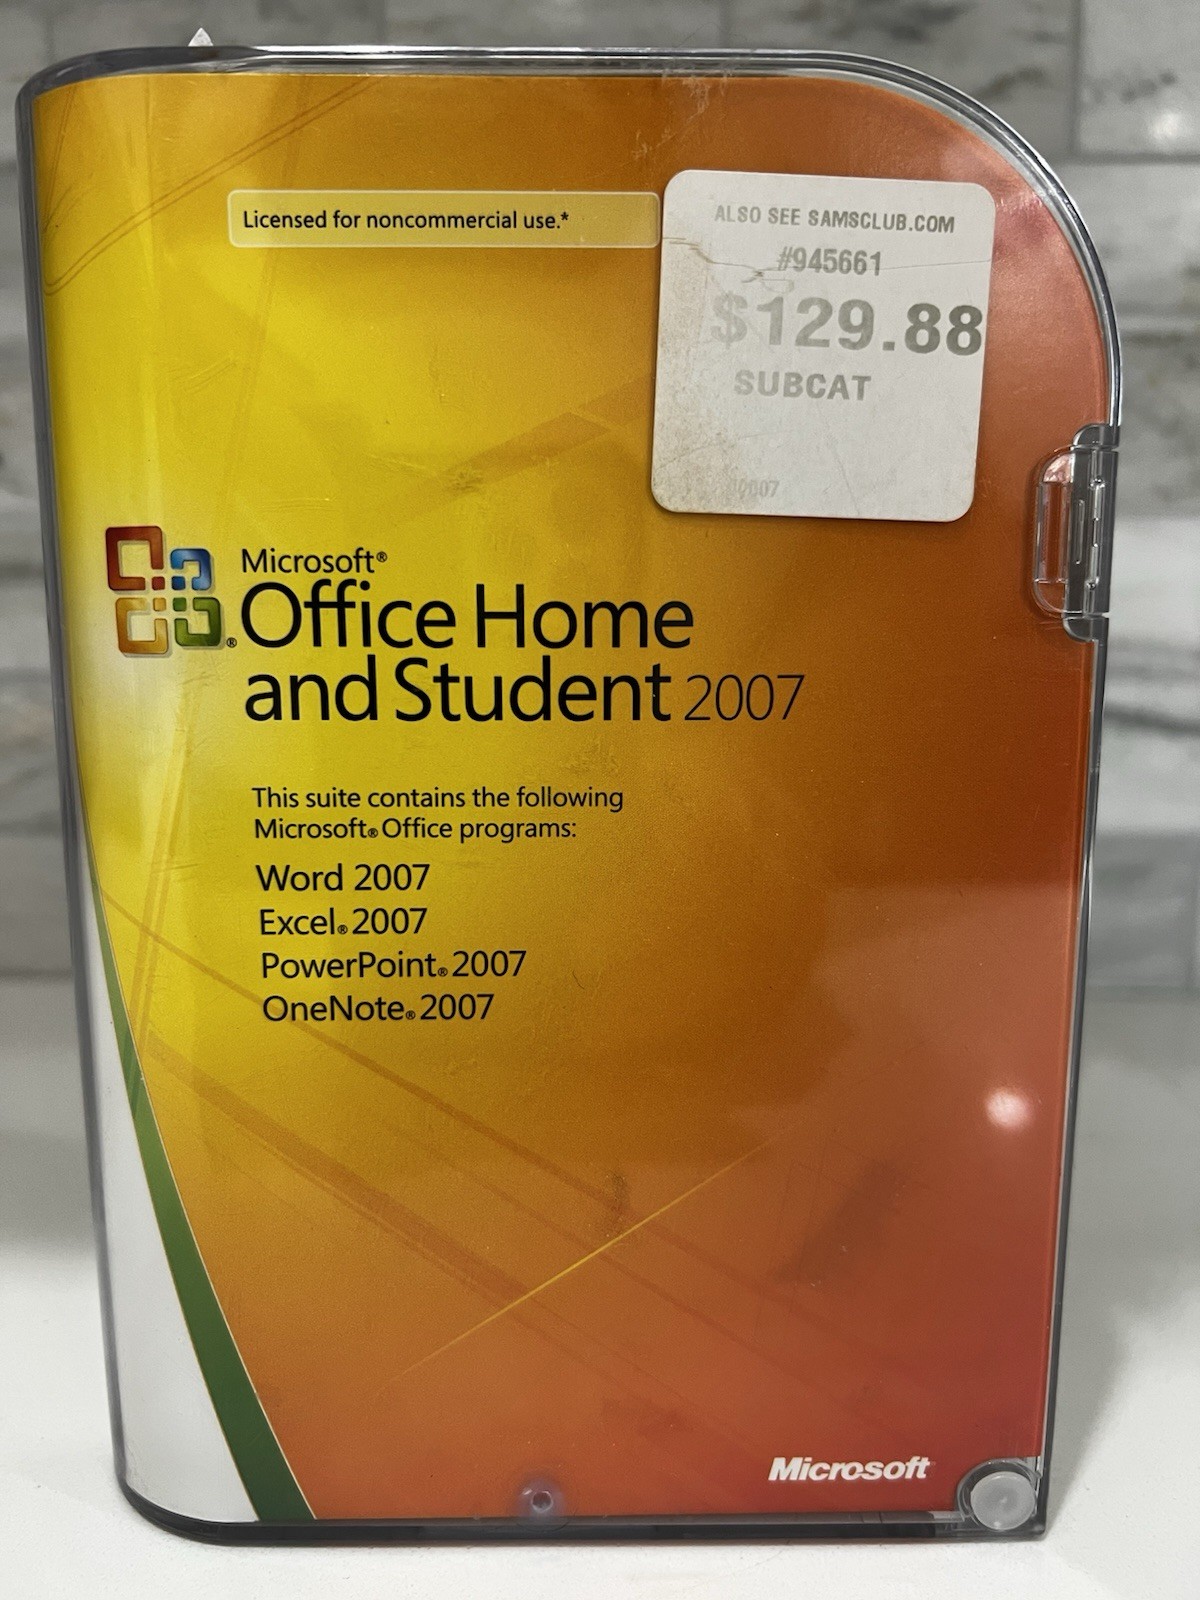 Licensed for noncommercial use.*
ALSO SEE SAMSCLUB.COM
#945661
$129.88
SUBCAT
Microsoft®
Office Home
and Student 2007
This suite contains the following
Microsoft® Office programs:
Word 2007
Excel® 2007
PowerPoint® 2007
OneNote® 2007
Microsoft